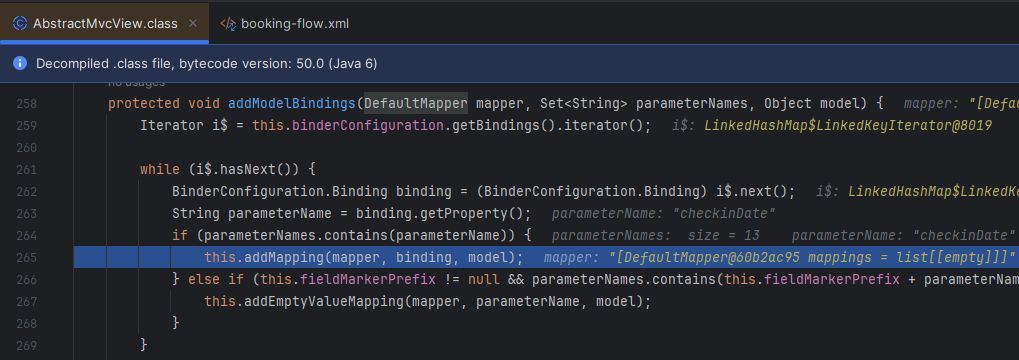 AbstractMvcView.class × booking-flow.xml
Decompiled .class file, bytecode version: 50.0 (Java 6)
no usages
258 protected void addModelBindings(DefaultMapper mapper, Set<String> parameterNames, Object model) { mapper: "[Defau
259 Iterator i$ = this.binderConfiguration.getBindings().iterator(); i$: LinkedHashMap$LinkedKeyIterator@8019
260
261 while (i$.hasNext()) {
262 BinderConfiguration.Binding binding = (BinderConfiguration.Binding) i$.next(); i$: LinkedHashMap$LinkedKe
263 String parameterName = binding.getProperty(); parameterName: "checkinDate"
264 if (parameterNames.contains(parameterName)) { parameterNames: size = 13 parameterName: "checkinDate"
265 this.addMapping(mapper, binding, model); mapper: "[DefaultMapper@60b2ac95 mappings = list[[empty]]]"
266 } else if (this.fieldMarkerPrefix != null && parameterNames.contains(this.fieldMarkerPrefix + parameterNam
267 this.addEmptyValueMapping(mapper, parameterName, model);
268 }
269 }